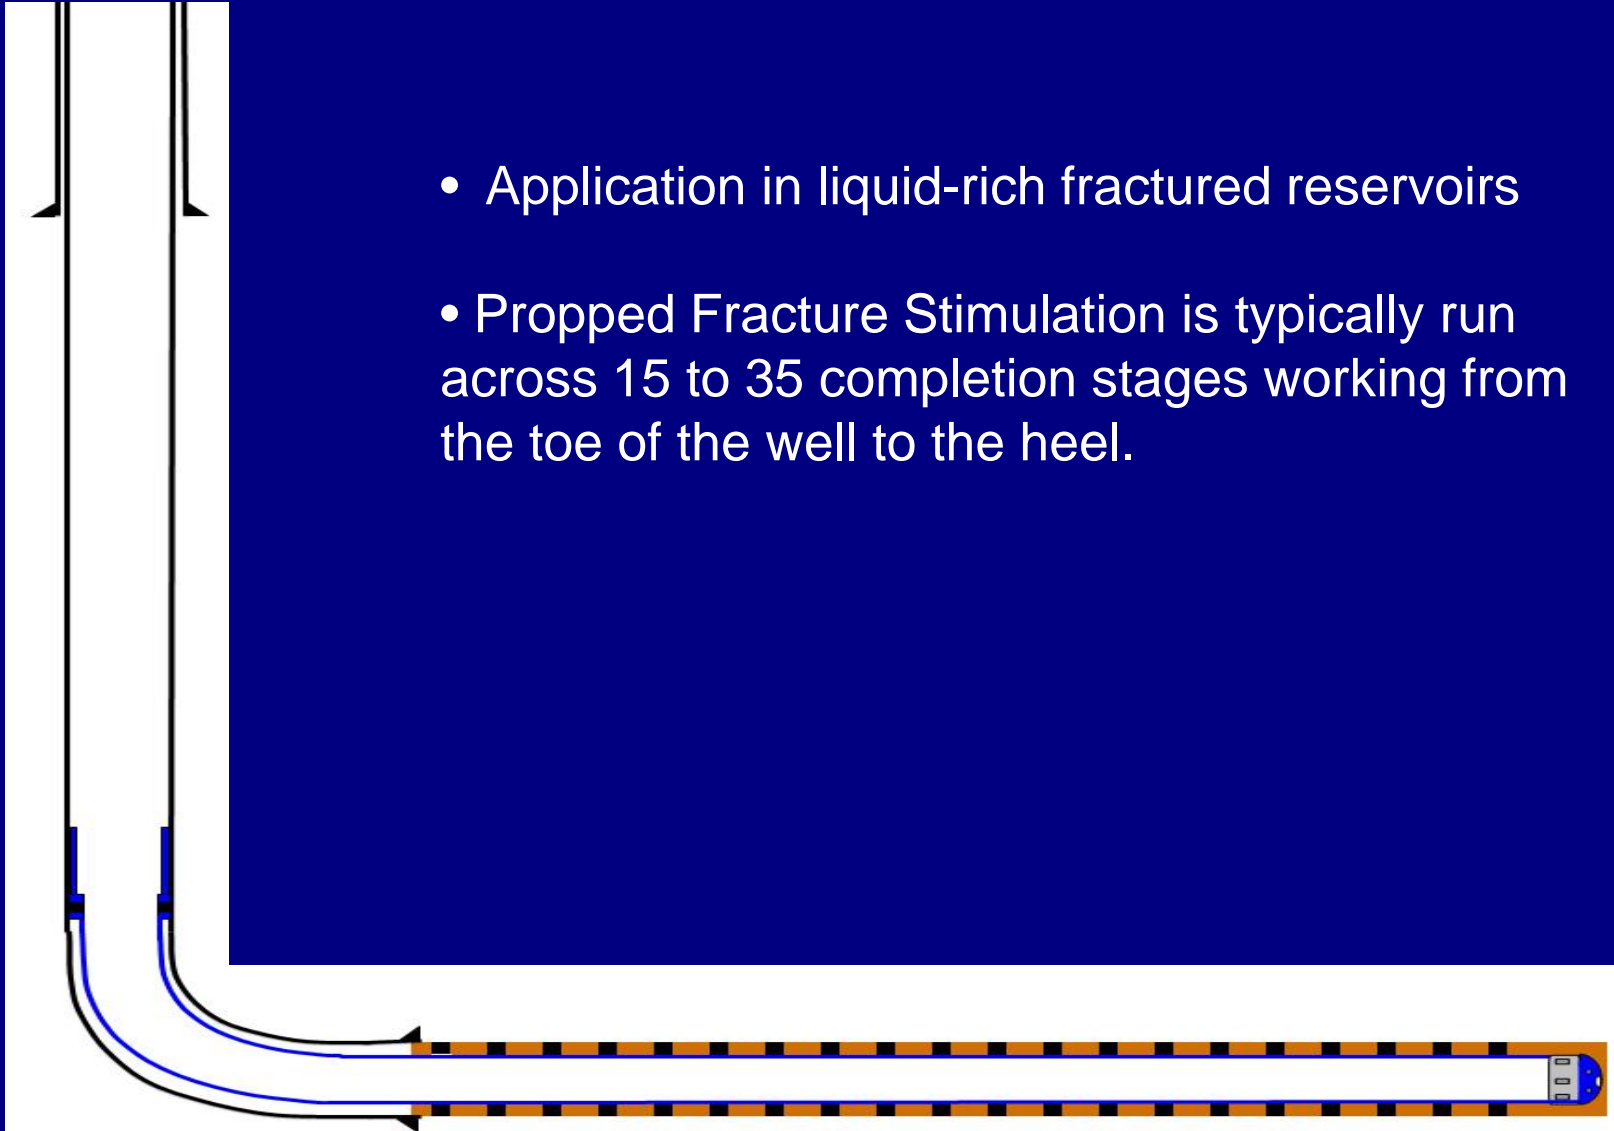 • Application in liquid-rich fractured reservoirs
• Propped Fracture Stimulation is typically run
across 15 to 35 completion stages working from
the toe of the well to the heel.